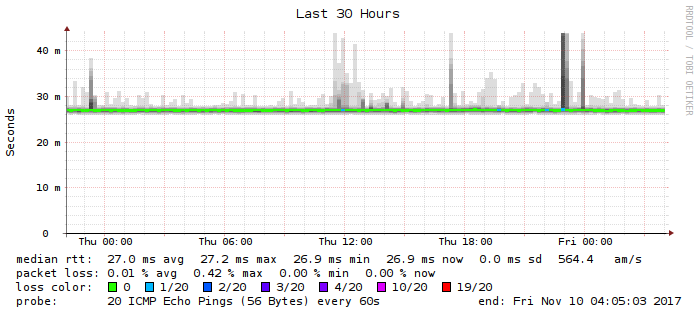 Last 30 Hours
RRDTOOL / TOBI OETIKER
Seconds
40 m
30 m
20 m
10 m
0
Thu 00:00 Thu 06:00 Thu 12:00 Thu 18:00 Fri 00:00
median rtt: 27.0 ms avg 27.2 ms max 26.9 ms min 26.9 ms now 0.0 ms sd 564.4 am/s
packet loss: 0.01 % avg 0.42 % max 0.00 % min 0.00 % now
loss color: 0 1/20 2/20 3/20 4/20 10/20 19/20
probe: 20 ICMP Echo Pings (56 Bytes) every 60s end: Fri Nov 10 04:05:03 2017